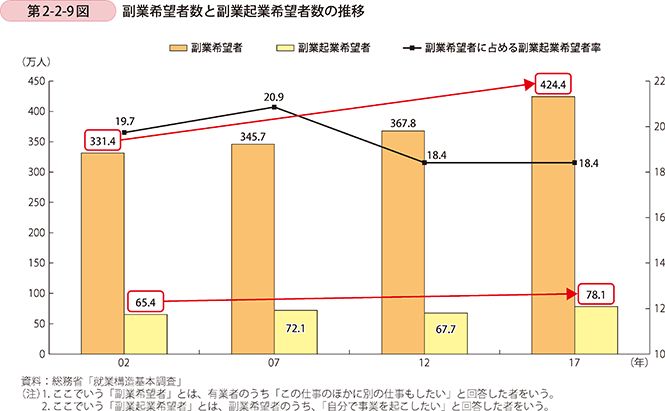 第2-2-9図 副業希望者数と副業起業希望者数の推移
副業希望者 副業起業希望者 副業希望者に占める副業起業希望者率
(万人)
450 22
424.4
400
367.8
350 20.9 20
345.7
19.7
331.4
300
18.4 18.4
250 18
200 16
150 14
100
78.1
65.4 72.1 67.7
12
50
0 10
02 07 12 17 (年)
資料:総務省「就業構造基本調査」
(注)1.ここでいう「副業希望者」とは、有業者のうち「この仕事のほかに別の仕事もしたい」と回答した者をいう。
2.ここでいう「副業起業希望者」とは、副業希望者のうち、「自分で事業を起こしたい」と回答した者をいう。